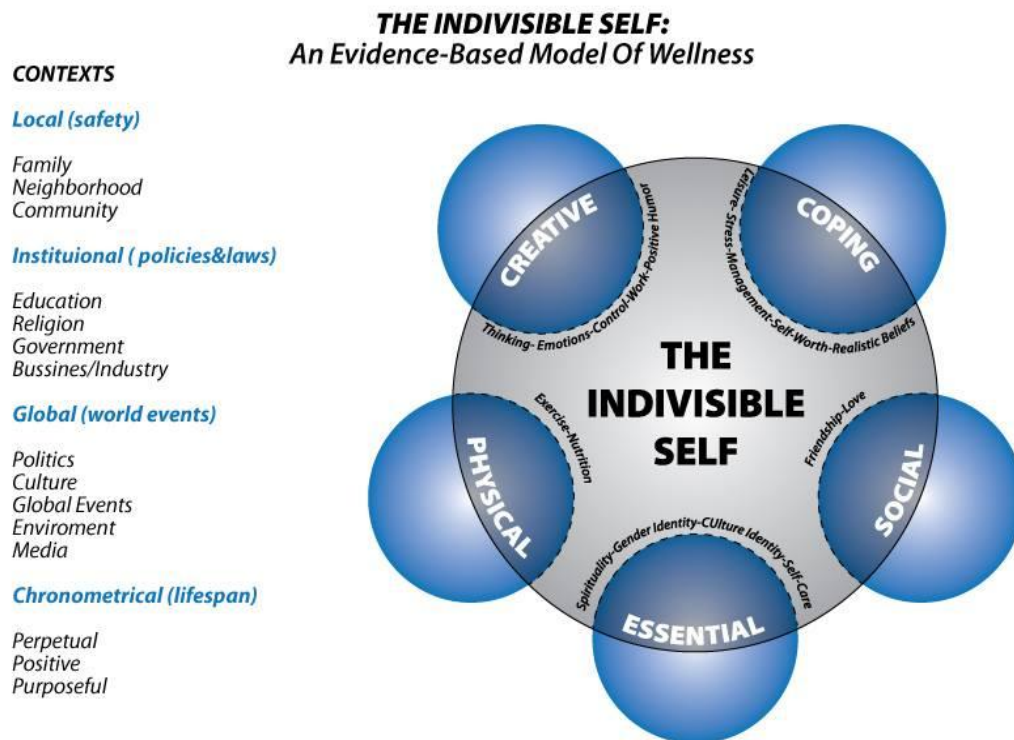 THE INDIVISIBLE SELF:
An Evidence-Based Model Of Wellness
CONTEXTS
Local (safety)
Family
Neighborhood
Community
Instituional ( policies&laws)
Education
Religion
Government
Bussines/Industry
Global (world events)
Politics
Culture
Global Events
Enviroment
Media
Chronometrical (lifespan)
Perpetual
Positive
Purposeful
CREATIVE
Thinking- Emotions-Control-Work-Positive Humor
COPING
Leisure- Stress-Management-Self-Worth-Realistic Beliefs
THE
INDIVISIBLE
SELF
PHYSICAL
Exercise-Nutrition
SOCIAL
Friendship-Love
ESSENTIAL
Spirituality-Gender Identity-CUlture Identity-Self-Care